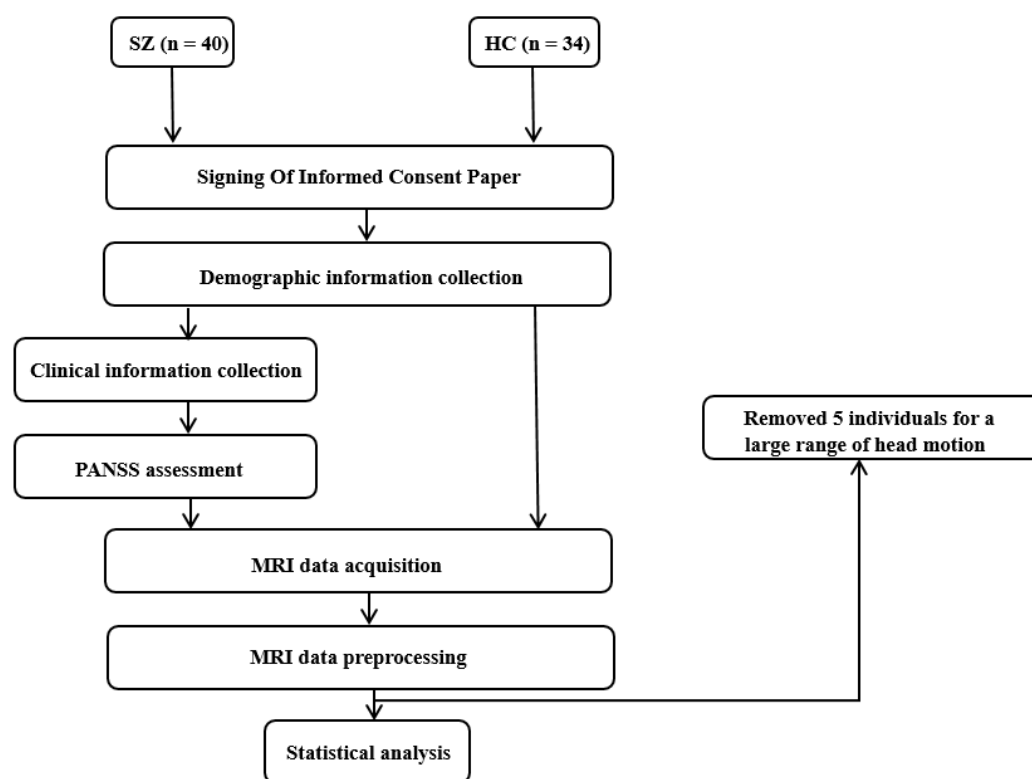 SZ (n = 40)
HC (n = 34)
Signing Of Informed Consent Paper
Demographic information collection
Clinical information collection
PANSS assessment
Removed 5 individuals for a
large range of head motion
MRI data acquisition
MRI data preprocessing
Statistical analysis